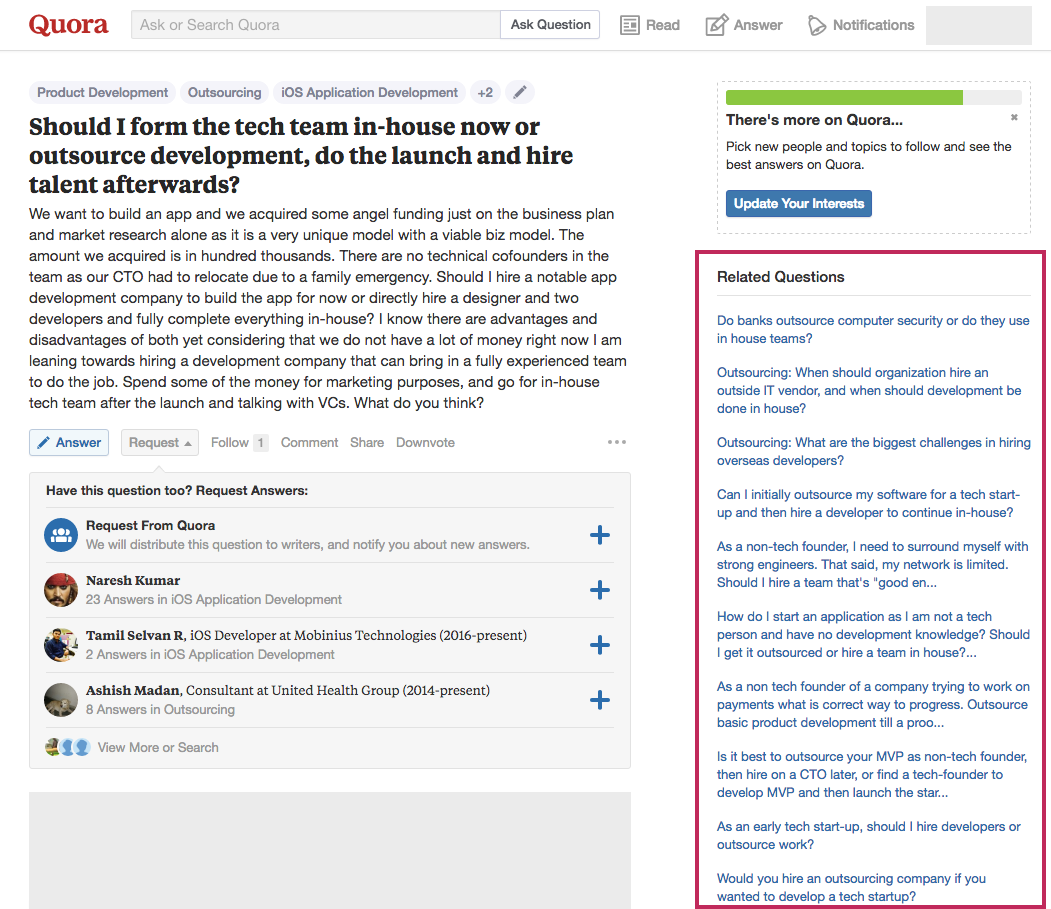 Quora
Ask or Search Quora
Ask Question
Read
Answer
Notifications
Product Development
Outsourcing
iOS Application Development
+2
Should I form the tech team in-house now or
outsource development, do the launch and hire
talent afterwards?
We want to build an app and we acquired some angel funding just on the business plan
and market research alone as it is a very unique model with a viable biz model. The
amount we acquired is in hundred thousands. There are no technical cofounders in the
team as our CTO had to relocate due to a family emergency. Should I hire a notable app
development company to build the app for now or directly hire a designer and two
developers and fully complete everything in-house? I know there are advantages and
disadvantages of both yet considering that we do not have a lot of money right now I am
leaning towards hiring a development company that can bring in a fully experienced team
to do the job. Spend some of the money for marketing purposes, and go for in-house
tech team after the launch and talking with VCs. What do you think?
Answer
Request
Follow 1
Comment
Share
Downvote
Have this question too? Request Answers:
Request From Quora
We will distribute this question to writers, and notify you about new answers.
Naresh Kumar
23 Answers in iOS Application Development
Tamil Selvan R, iOS Developer at Mobinius Technologies (2016-present)
2 Answers in iOS Application Development
Ashish Madan, Consultant at United Health Group (2014-present)
8 Answers in Outsourcing
View More or Search
There's more on Quora...
Pick new people and topics to follow and see the
best answers on Quora.
Update Your Interests
Related Questions
Do banks outsource computer security or do they use
in house teams?
Outsourcing: When should organization hire an
outside IT vendor, and when should development be
done in house?
Outsourcing: What are the biggest challenges in hiring
overseas developers?
Can I initially outsource my software for a tech start-
up and then hire a developer to continue in-house?
As a non-tech founder, I need to surround myself with
strong engineers. That said, my network is limited.
Should I hire a team that's "good en...
How do I start an application as I am not a tech
person and have no development knowledge? Should
I get it outsourced or hire a team in house?...
As a non tech founder of a company trying to work on
payments what is correct way to progress. Outsource
basic product development till a proo...
Is it best to outsource your MVP as non-tech founder,
then hire on a CTO later, or find a tech-founder to
develop MVP and then launch the star...
As an early tech start-up, should I hire developers or
outsource work?
Would you hire an outsourcing company if you
wanted to develop a tech startup?